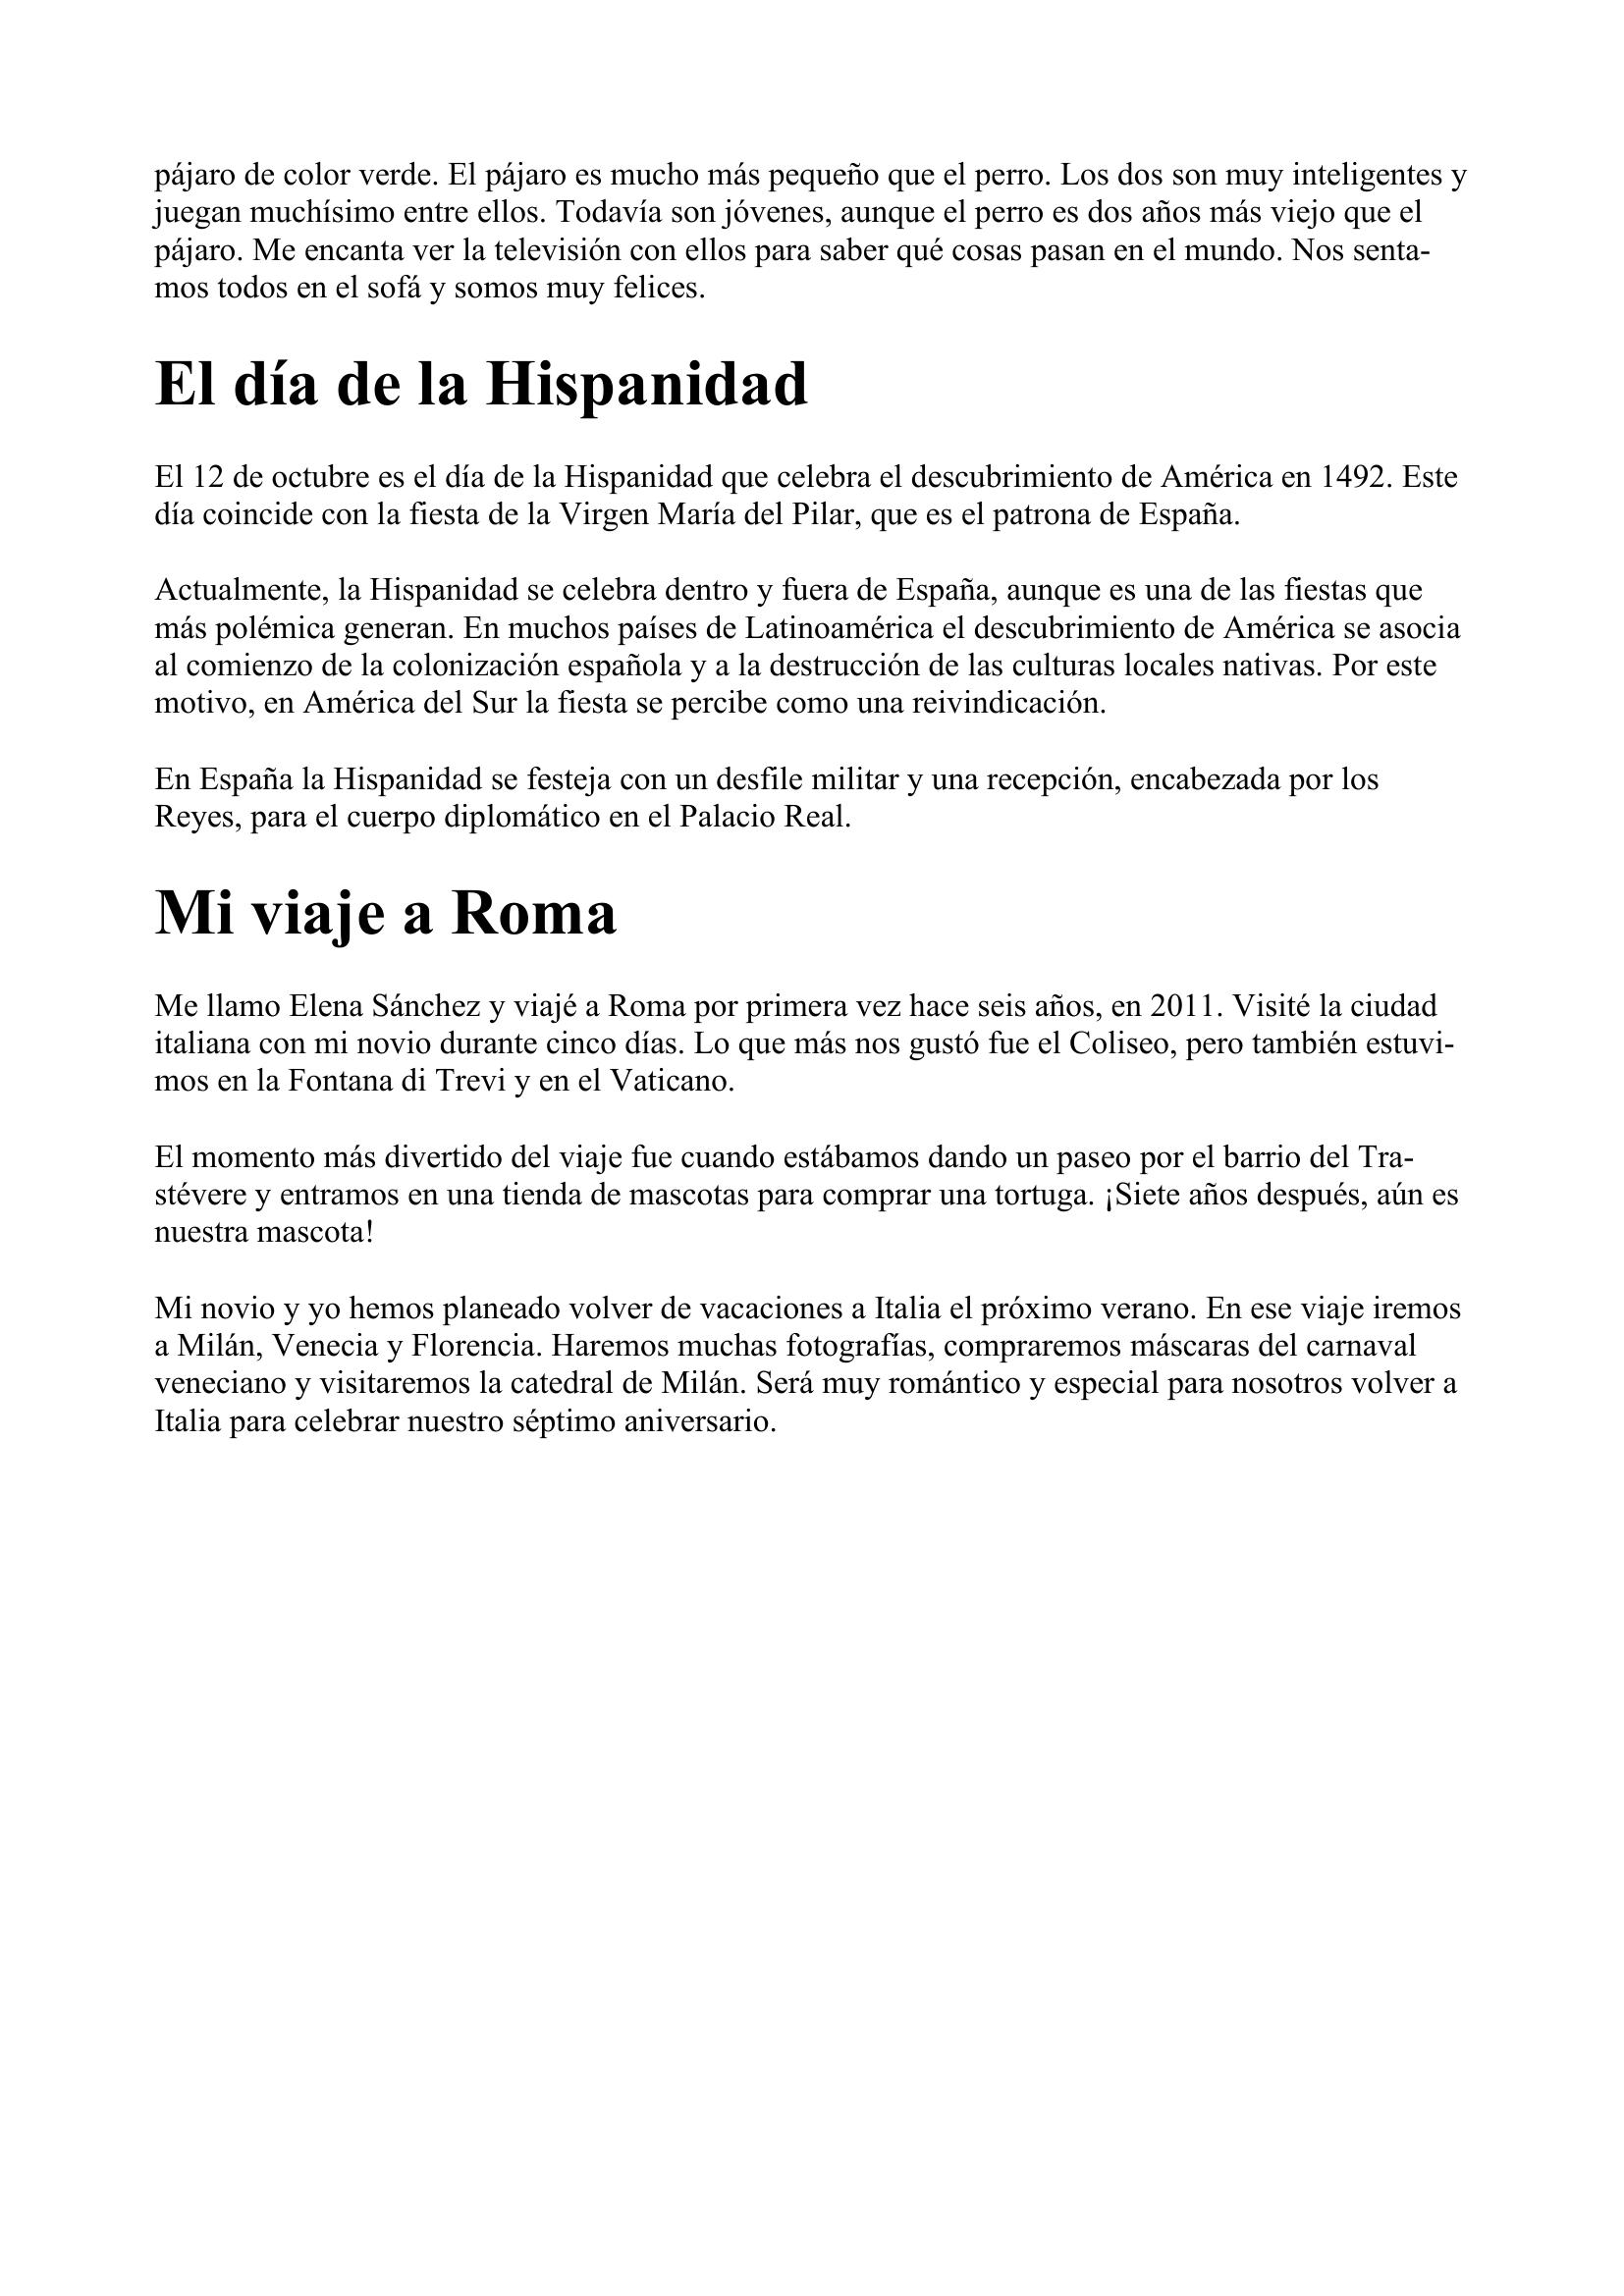 pájaro de color verde. El pájaro es mucho más pequeño que el perro. Los dos son muy inteligentes y
juegan muchísimo entre ellos. Todavía son jóvenes, aunque el perro es dos años más viejo que el
pájaro. Me encanta ver la televisión con ellos para saber qué cosas pasan en el mundo. Nos senta-
mos todos en el sofá y somos muy felices.
El día de la Hispanidad
El 12 de octubre es el día de la Hispanidad que celebra el descubrimiento de América en 1492. Este
día coincide con la fiesta de la Virgen María del Pilar, que es el patrona de España.
Actualmente, la Hispanidad se celebra dentro y fuera de España, aunque es una de las fiestas que
más polémica generan. En muchos países de Latinoamérica el descubrimiento de América se asocia
al comienzo de la colonización española y a la destrucción de las culturas locales nativas. Por este
motivo, en América del Sur la fiesta se percibe como una reivindicación.
En España la Hispanidad se festeja con un desfile militar y una recepción, encabezada por los
Reyes, para el cuerpo diplomático en el Palacio Real.
Mi viaje a Roma
Me llamo Elena Sánchez y viajé a Roma por primera vez hace seis años, en 2011. Visité la ciudad
italiana con mi novio durante cinco días. Lo que más nos gustó fue el Coliseo, pero también estuvi-
mos en la Fontana di Trevi y en el Vaticano.
El momento más divertido del viaje fue cuando estábamos dando un paseo por el barrio del Tra-
stévere y entramos en una tienda de mascotas para comprar una tortuga. ¡Siete años después, aún es
nuestra mascota!
Mi novio y yo hemos planeado volver de vacaciones a Italia el próximo verano. En ese viaje iremos
a Milán, Venecia y Florencia. Haremos muchas fotografías, compraremos máscaras del carnaval
veneciano y visitaremos la catedral de Milán. Será muy romántico y especial para nosotros volver a
Italia para celebrar nuestro séptimo aniversario.